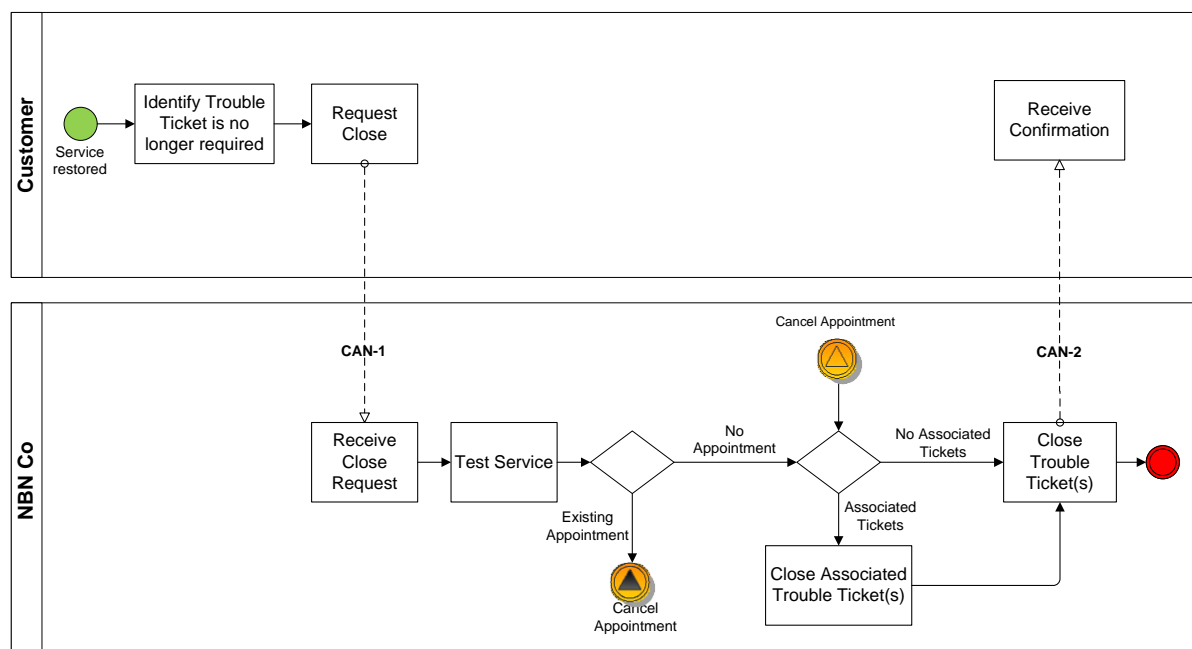 Customer
Service
restored
Identify Trouble
Ticket is no
longer required
Request
Close
Receive
Confirmation
NBN Co
CAN-1
Receive
Close
Request
Test Service
Existing
Appointment
Cancel
Appointment
No
Appointment
Cancel Appointment
No Associated
Tickets
Associated
Tickets
Close Associated
Trouble Ticket(s)
CAN-2
Close
Trouble
Ticket(s)